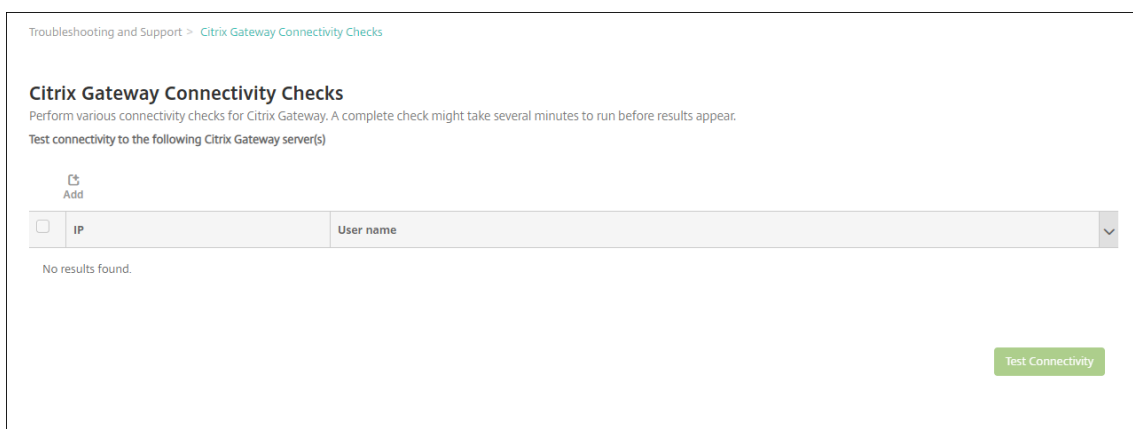 Troubleshooting and Support > Citrix Gateway Connectivity Checks
Citrix Gateway Connectivity Checks
Perform various connectivity checks for Citrix Gateway. A complete check might take several minutes to run before results appear.
Test connectivity to the following Citrix Gateway server(s)
Add
IP User name
No results found.
Test Connectivity